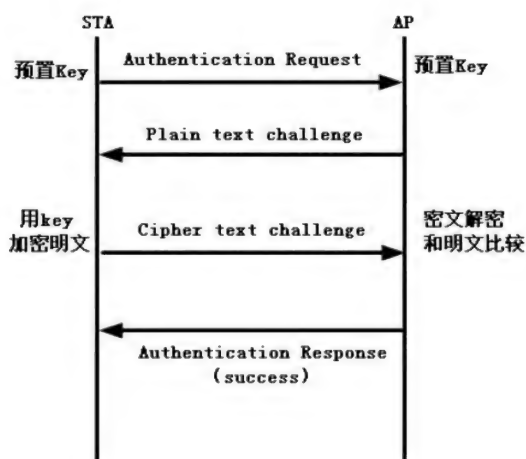 STA
AP
预置Key
Authentication Request
预置Key
Plain text challenge
用key
加密明文
Cipher text challenge
密文解密
和明文比较
Authentication Response
(success)